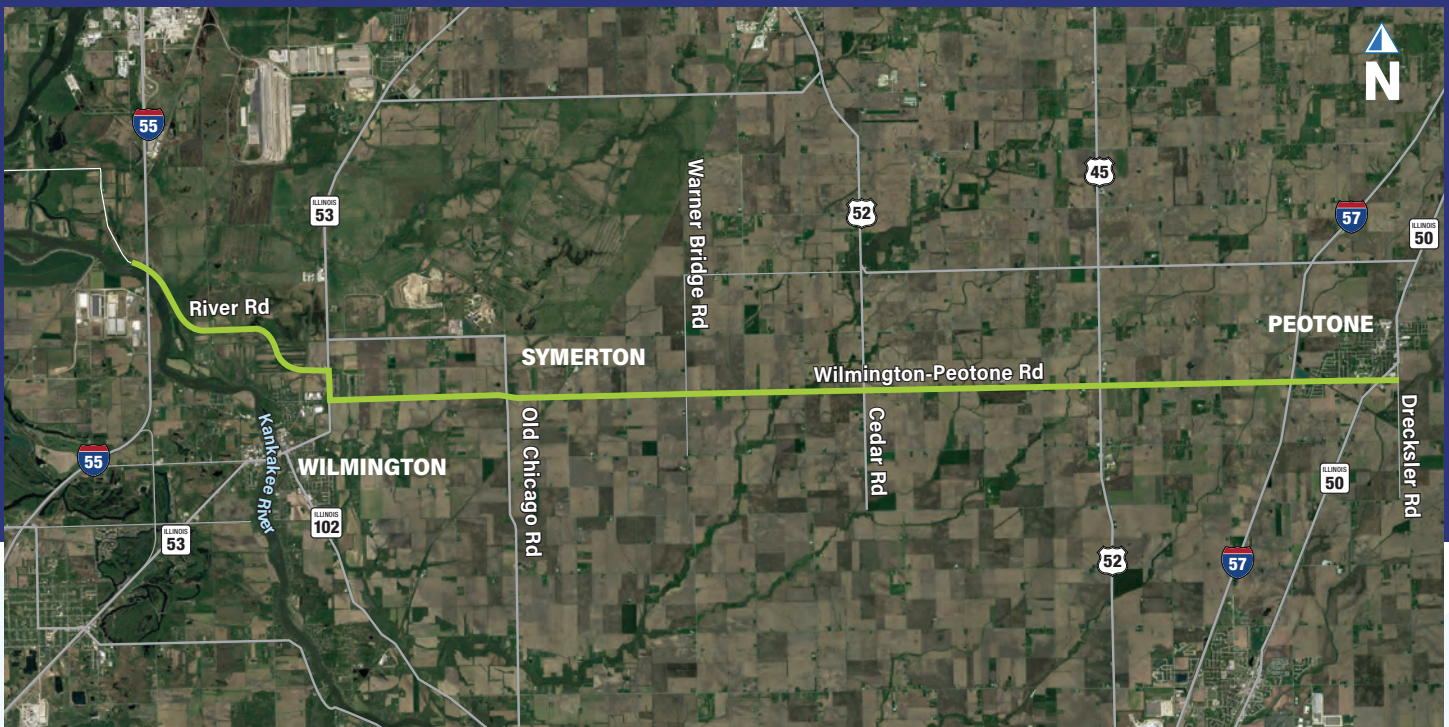 N
55
ILLINOIS
53
Warner Bridge Rd
52
45
57
ILLINOIS
50
River Rd
SYMERTON
PEOTONE
Wilmington-Peotone Rd
Kankakee River
55
WILMINGTON
Old Chicago Rd
Cedar Rd
Drecksler Rd
ILLINOIS
50
ILLINOIS
102
ILLINOIS
53
52
57